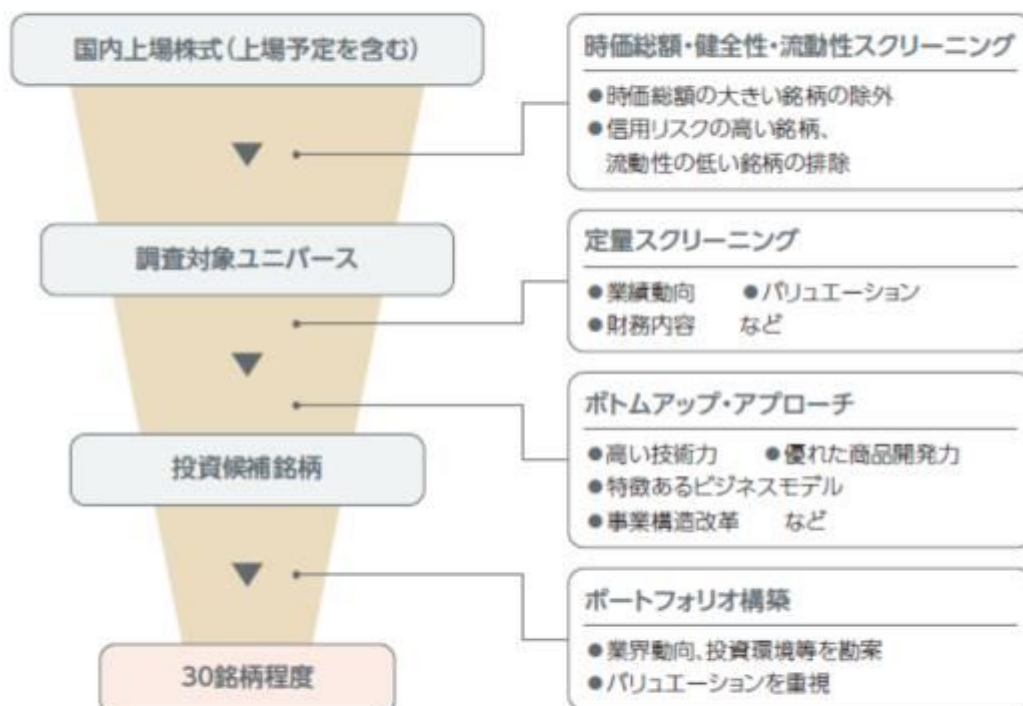 国内上場株式(上場予定を含む)
時価総額・健全性・流動性スクリーニング
●時価総額の大きい銘柄の除外
●信用リスクの高い銘柄、
流動性の低い銘柄の排除
調査対象ユニバース
定量スクリーニング
●業績動向 ●バリュエーション
●財務内容 など
投資候補銘柄
ボトムアップ・アプローチ
●高い技術力 ●優れた商品開発力
●特徴あるビジネスモデル
●事業構造改革 など
30銘柄程度
ポートフォリオ構築
●業界動向、投資環境等を勘案
●バリュエーションを重視